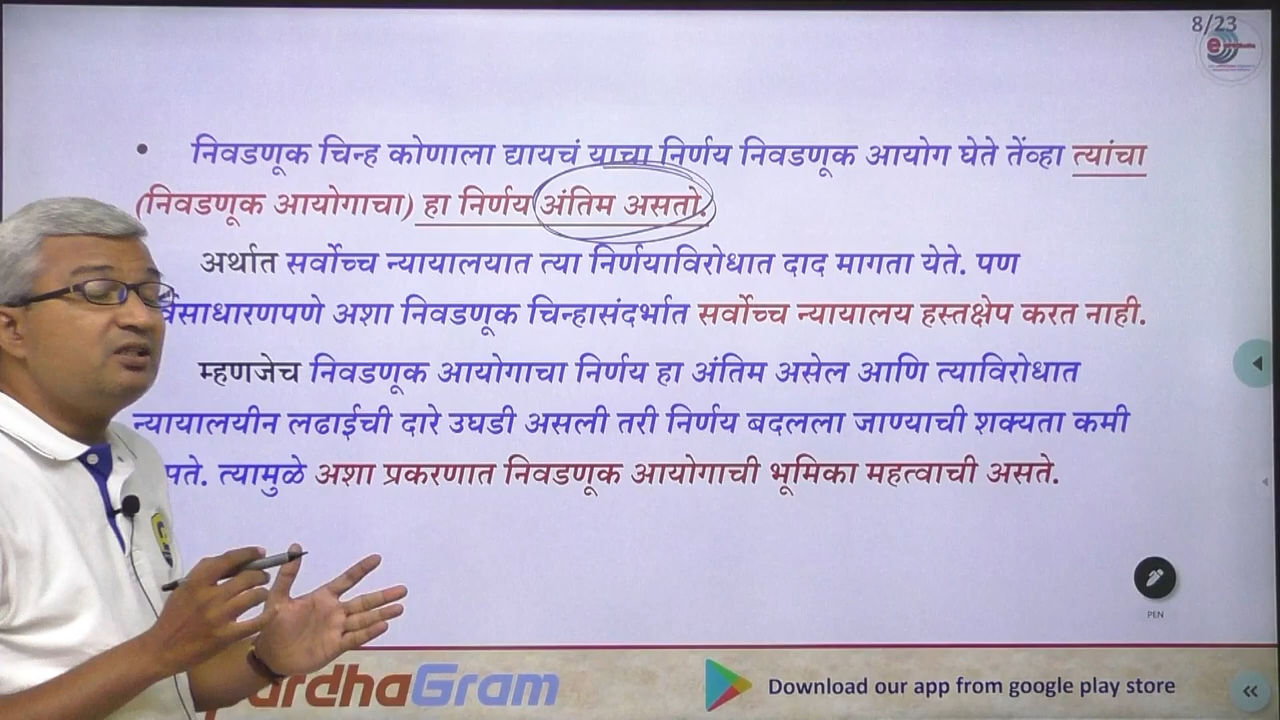 8/23
निवडणूक चिन्ह कोणाला द्यायचं याचा निर्णय निवडणूक आयोग घेते तेंव्हा त्यांचा
(निवडणूक आयोगाचा) हा निर्णय अंतिम असतो.
अर्थात सर्वोच्च न्यायालयात त्या निर्णयाविरोधात दाद मागता येते. पण
र्वसाधारणपणे अशा निवडणूक चिन्हासंदर्भात सर्वोच्च न्यायालय हस्तक्षेप करत नाही.
म्हणजेच निवडणूक आयोगाचा निर्णय हा अंतिम असेल आणि त्याविरोधात
न्यायालयीन लढाईची दारे उघडी असली तरी निर्णय बदलला जाण्याची शक्यता कमी
पते. त्यामुळे अशा प्रकरणात निवडणूक आयोगाची भूमिका महत्वाची असते.
PEN
ardhaGram
Download our app from google play store